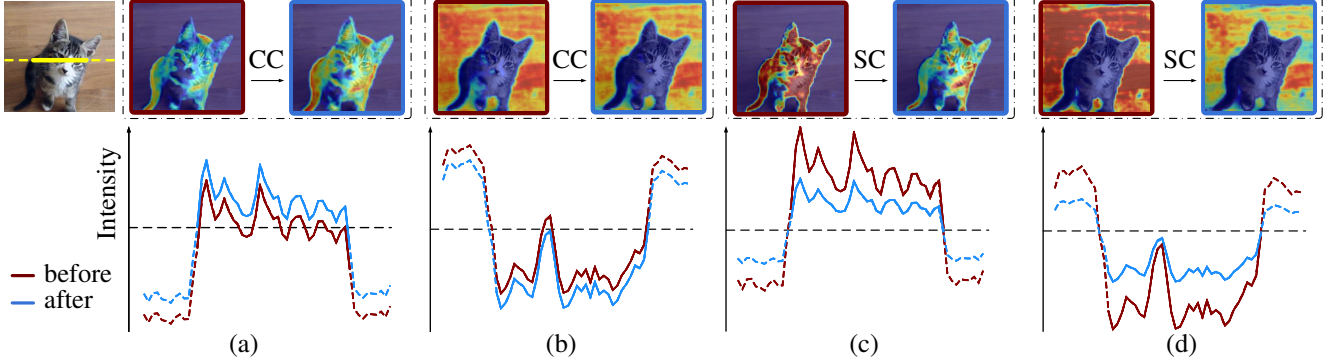 CC
CC
SC
SC
Intensity
before
after
(a)
(b)
(c)
(d)